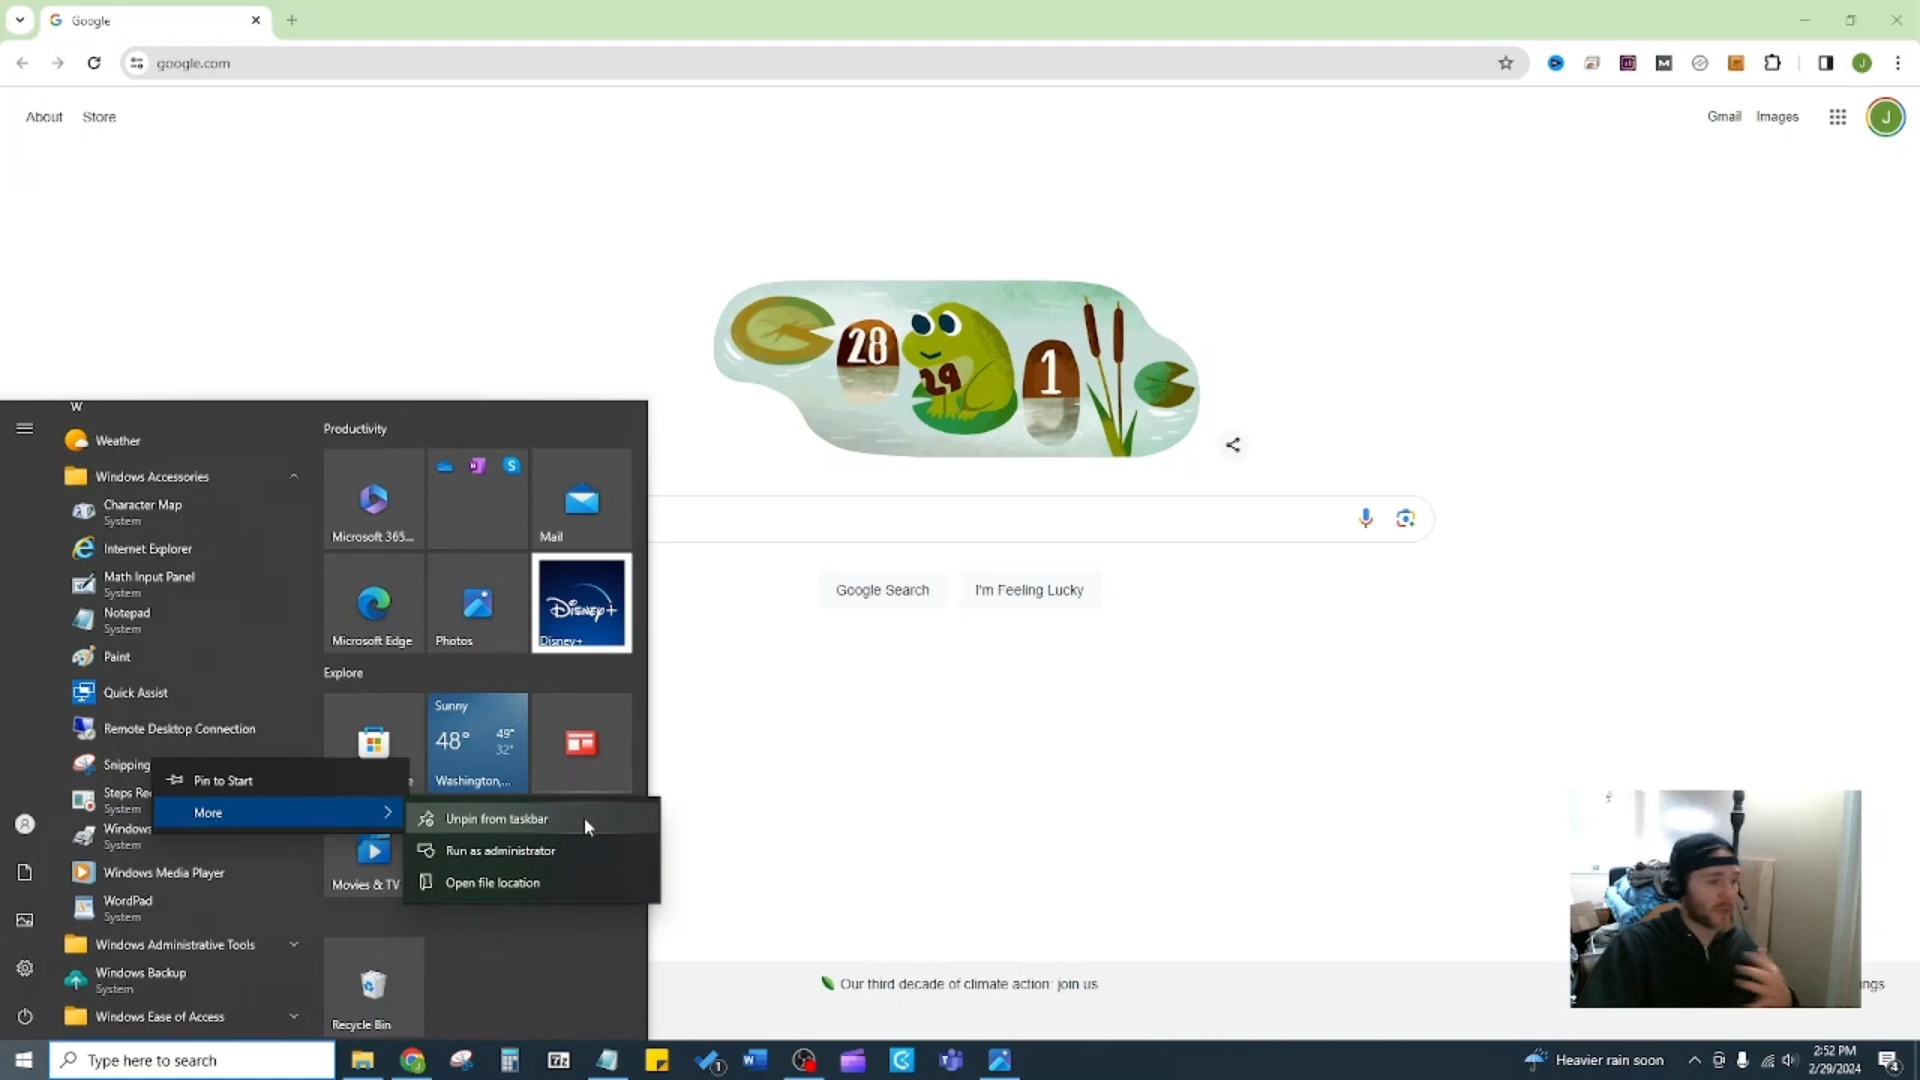 Google
google.com
About
Store
Gmail
Images
J
28
29
1
Google Search
I'm Feeling Lucky
Our third decade of climate action: join us
ngs
W
Weather
Windows Accessories
Character Map
System
Internet Explorer
Math Input Panel
System
Notepad
System
Paint
Quick Assist
Remote Desktop Connection
Snipping
Steps Re
System
Windows
System
Windows Media Player
WordPad
System
Windows Administrative Tools
Windows Backup
System
Windows Ease of Access
Productivity
Microsoft 365...
Mail
Microsoft Edge
Photos
Disney+
Disney+
Explore
Sunny
48°
49°
32°
Washington,...
Movies & TV
Recycle Bin
Pin to Start
More
Unpin from taskbar
Run as administrator
Open file location
Type here to search
Heavier rain soon
2:52 PM
2/29/2024
4